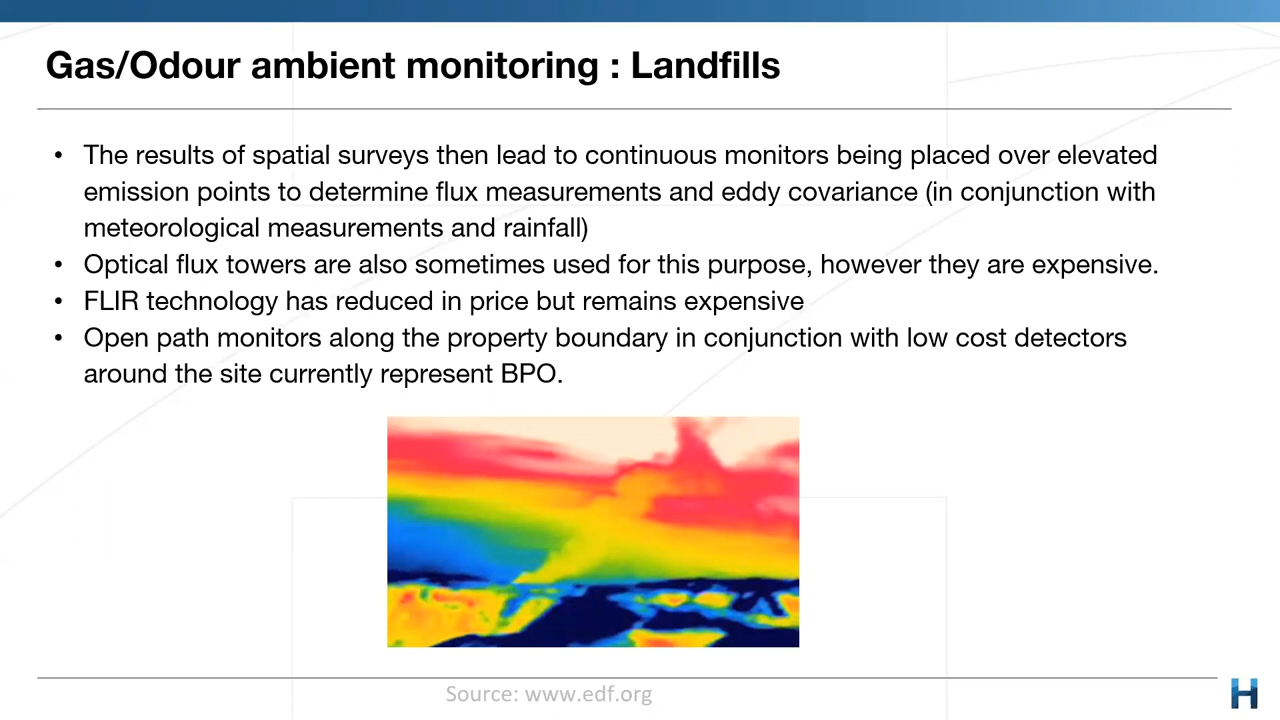 Gas/Odour ambient monitoring : Landfills
• The results of spatial surveys then lead to continuous monitors being placed over elevated
emission points to determine flux measurements and eddy covariance (in conjunction with
meteorological measurements and rainfall)
• Optical flux towers are also sometimes used for this purpose, however they are expensive.
• FLIR technology has reduced in price but remains expensive
• Open path monitors along the property boundary in conjunction with low cost detectors
around the site currently represent BPO.
Source: www.edf.org
H